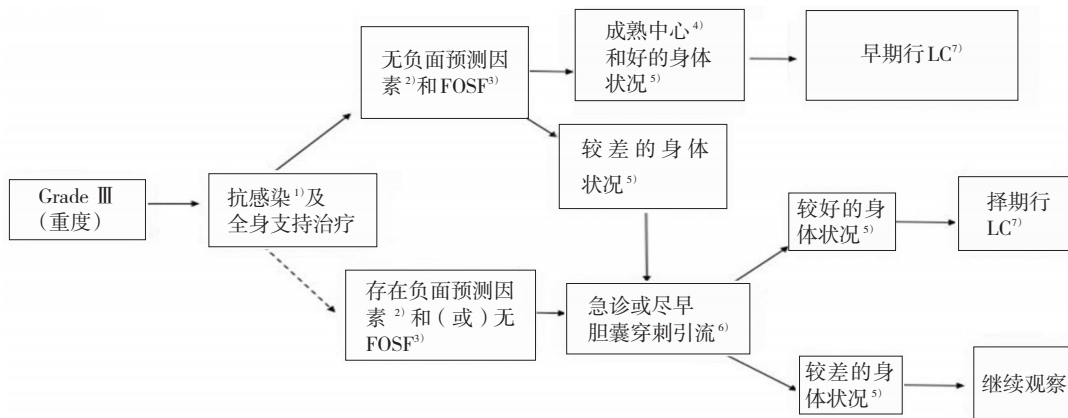 无负面预测因
素2)和FOSF3)
成熟中心4)
和好的身体
状况5)
早期行LC7)
较差的身体
状况5)
Grade Ⅲ
（重度）
抗感染1)及
全身支持治疗
较好的身
体状况5)
择期行
LC7)
存在负面预测因
素2)和（或）无
FOSF3)
急诊或尽早
胆囊穿刺引流6)
较差的身
体状况5)
继续观察